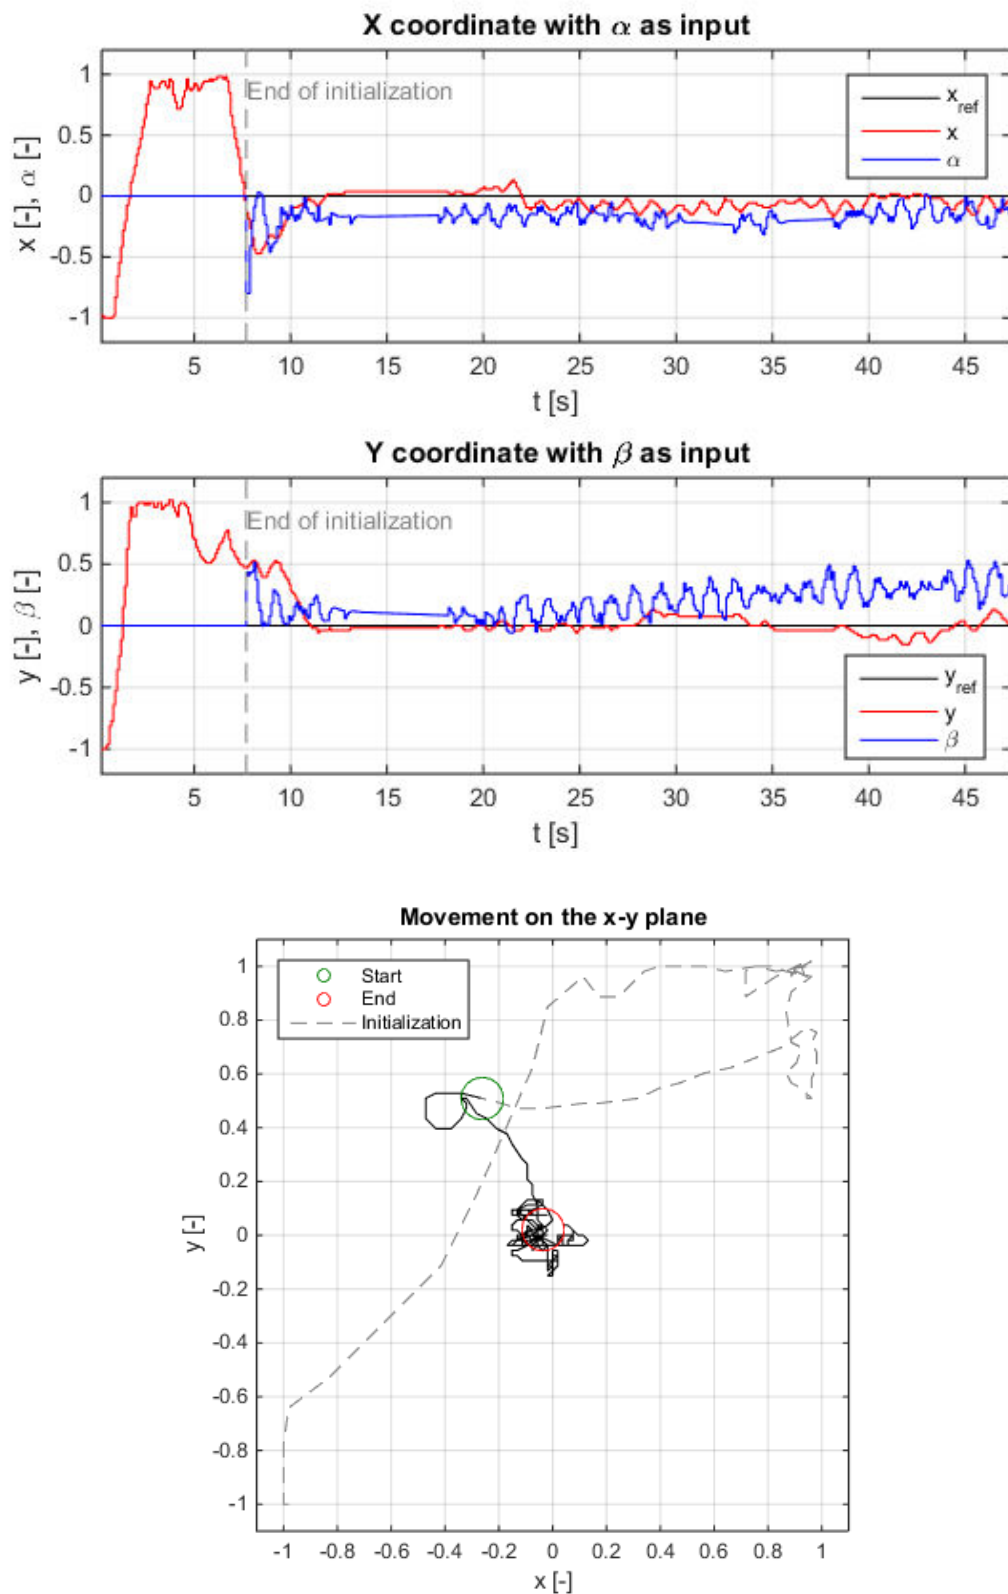 X coordinate with α as input
x [-], α [-]
1
0.5
0
-0.5
-1
End of initialization
x_ref
x
α
5 10 15 20 25 30 35 40 45
t [s]
Y coordinate with β as input
y [-], β [-]
1
0.5
0
-0.5
-1
End of initialization
y_ref
y
β
5 10 15 20 25 30 35 40 45
t [s]
Movement on the x-y plane
y [-]
1
0.8
0.6
0.4
0.2
0
-0.2
-0.4
-0.6
-0.8
-1
Start
End
Initialization
-1 -0.8 -0.6 -0.4 -0.2 0 0.2 0.4 0.6 0.8 1
x [-]